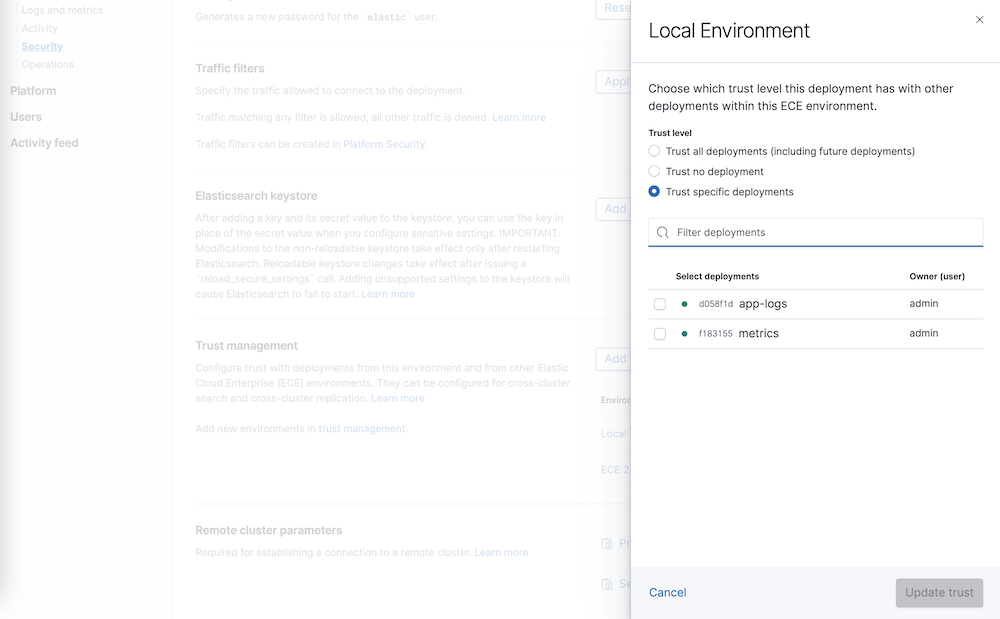 Logs and metrics
Activity
Security
Operations
Platform
Users
Activity feed
Generates a new password for the elastic user.
Rese
Traffic filters
Specify the traffic allowed to connect to the deployment.
Traffic matching any filter is allowed, all other traffic is denied. Learn more
Traffic filters can be created in Platform Security.
Apply
Elasticsearch keystore
After adding a key and its secret value to the keystore, you can use the key in
place of the secret value when you configure sensitive settings. IMPORTANT:
Modifications to the non-reloadable keystore take effect only after restarting
Elasticsearch. Reloadable keystore changes take effect after issuing a
`reload_secure_settings` call. Adding unsupported settings to the keystore will
cause Elasticsearch to fail to start. Learn more
Add
Trust management
Configure trust with deployments from this environment and from other Elastic
Cloud Enterprise (ECE) environments. They can be configured for cross-cluster
search and cross-cluster replication. Learn more
Add new environments in trust management.
Add
Environ
Local
ECE 2
Remote cluster parameters
Required for establishing a connection to a remote cluster. Learn more
Pr
Se
Local Environment
Choose which trust level this deployment has with other
deployments within this ECE environment.
Trust level
Trust all deployments (including future deployments)
Trust no deployment
Trust specific deployments
Filter deployments
Select deployments Owner (user)
d058f1d app-logs admin
f183155 metrics admin
Cancel
Update trust